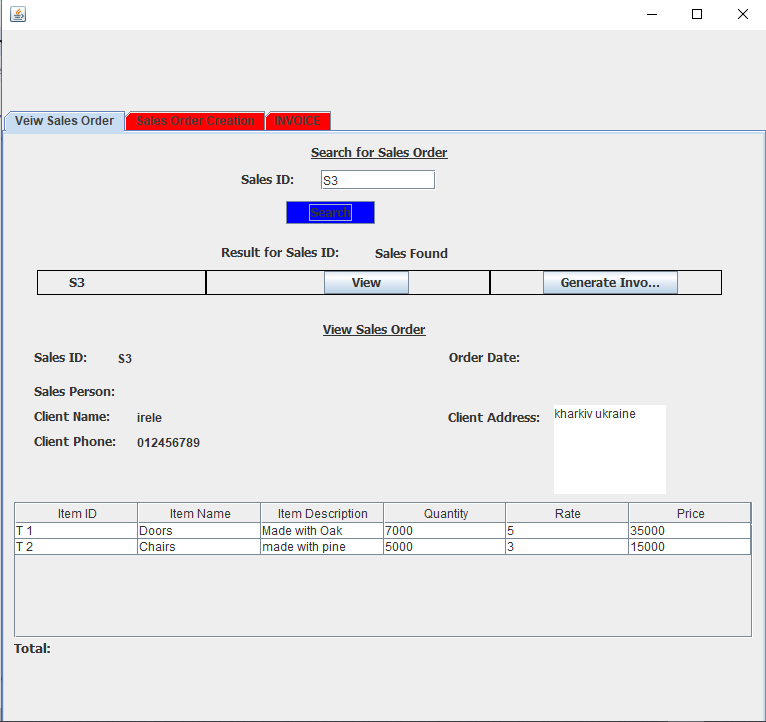 Veiw Sales Order Sales Order Creation INVOICE
Search for Sales Order
Sales ID: S3
Search
Result for Sales ID: Sales Found
S3 View Generate Invo...
View Sales Order
Sales ID: S3 Order Date:
Sales Person:
Client Name: irele Client Address: kharkiv ukraine
Client Phone: 012456789
Item ID Item Name Item Description Quantity Rate Price
T 1 Doors Made with Oak 7000 5 35000
T 2 Chairs made with pine 5000 3 15000
Total: